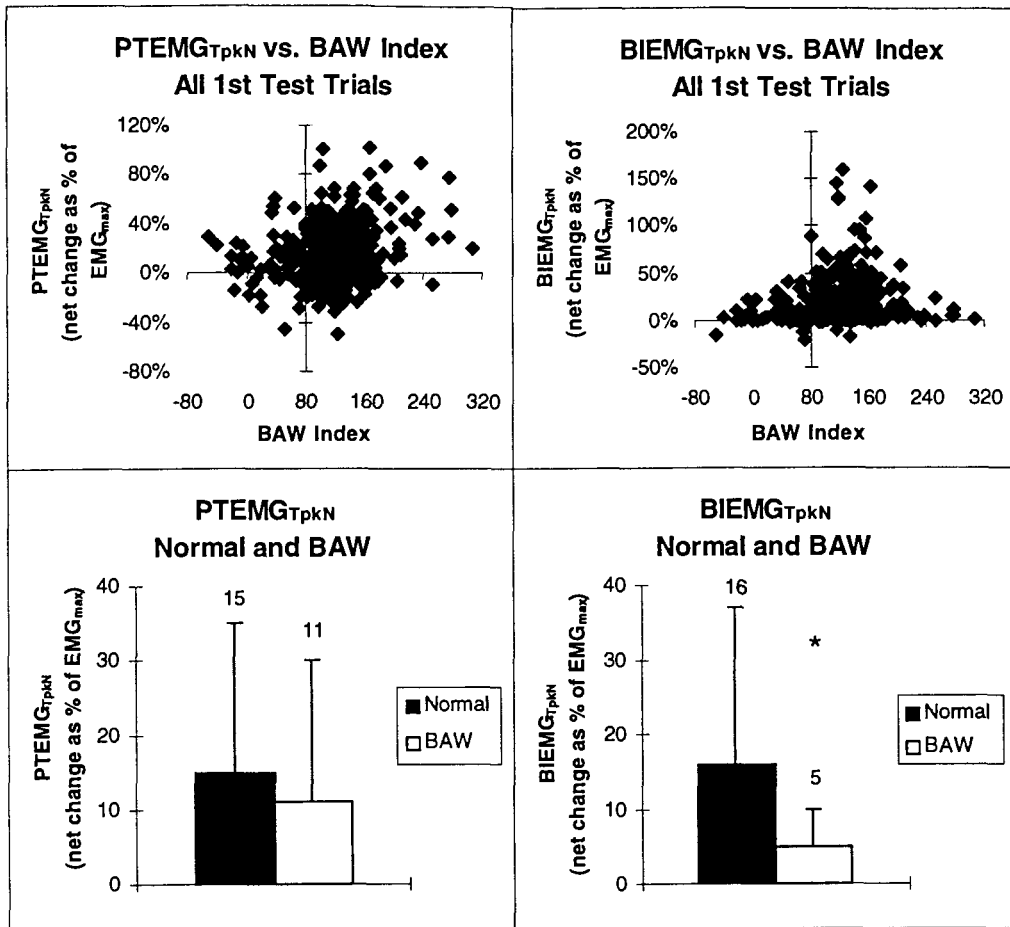 PTEMGTpkN vs. BAW Index
All 1st Test Trials
PTEMGTpkN
(net change as % of
EMGmax)
120%
80%
40%
0%
-40%
-80%
-80 0 80 160 240 320
BAW Index
BIEMGTpkN vs. BAW Index
All 1st Test Trials
BIEMGTpkN
(net change as % of
EMGmax)
200%
150%
100%
50%
0%
-50%
-80 0 80 160 240 320
BAW Index
PTEMGTpkN
Normal and BAW
PTEMGTpkN
(net change as % of EMGmax)
40
30
20
10
0
15
11
Normal
BAW
BIEMGTpkN
Normal and BAW
BIEMGTpkN
(net change as % of EMGmax)
40
30
20
10
0
16
*
5
Normal
BAW